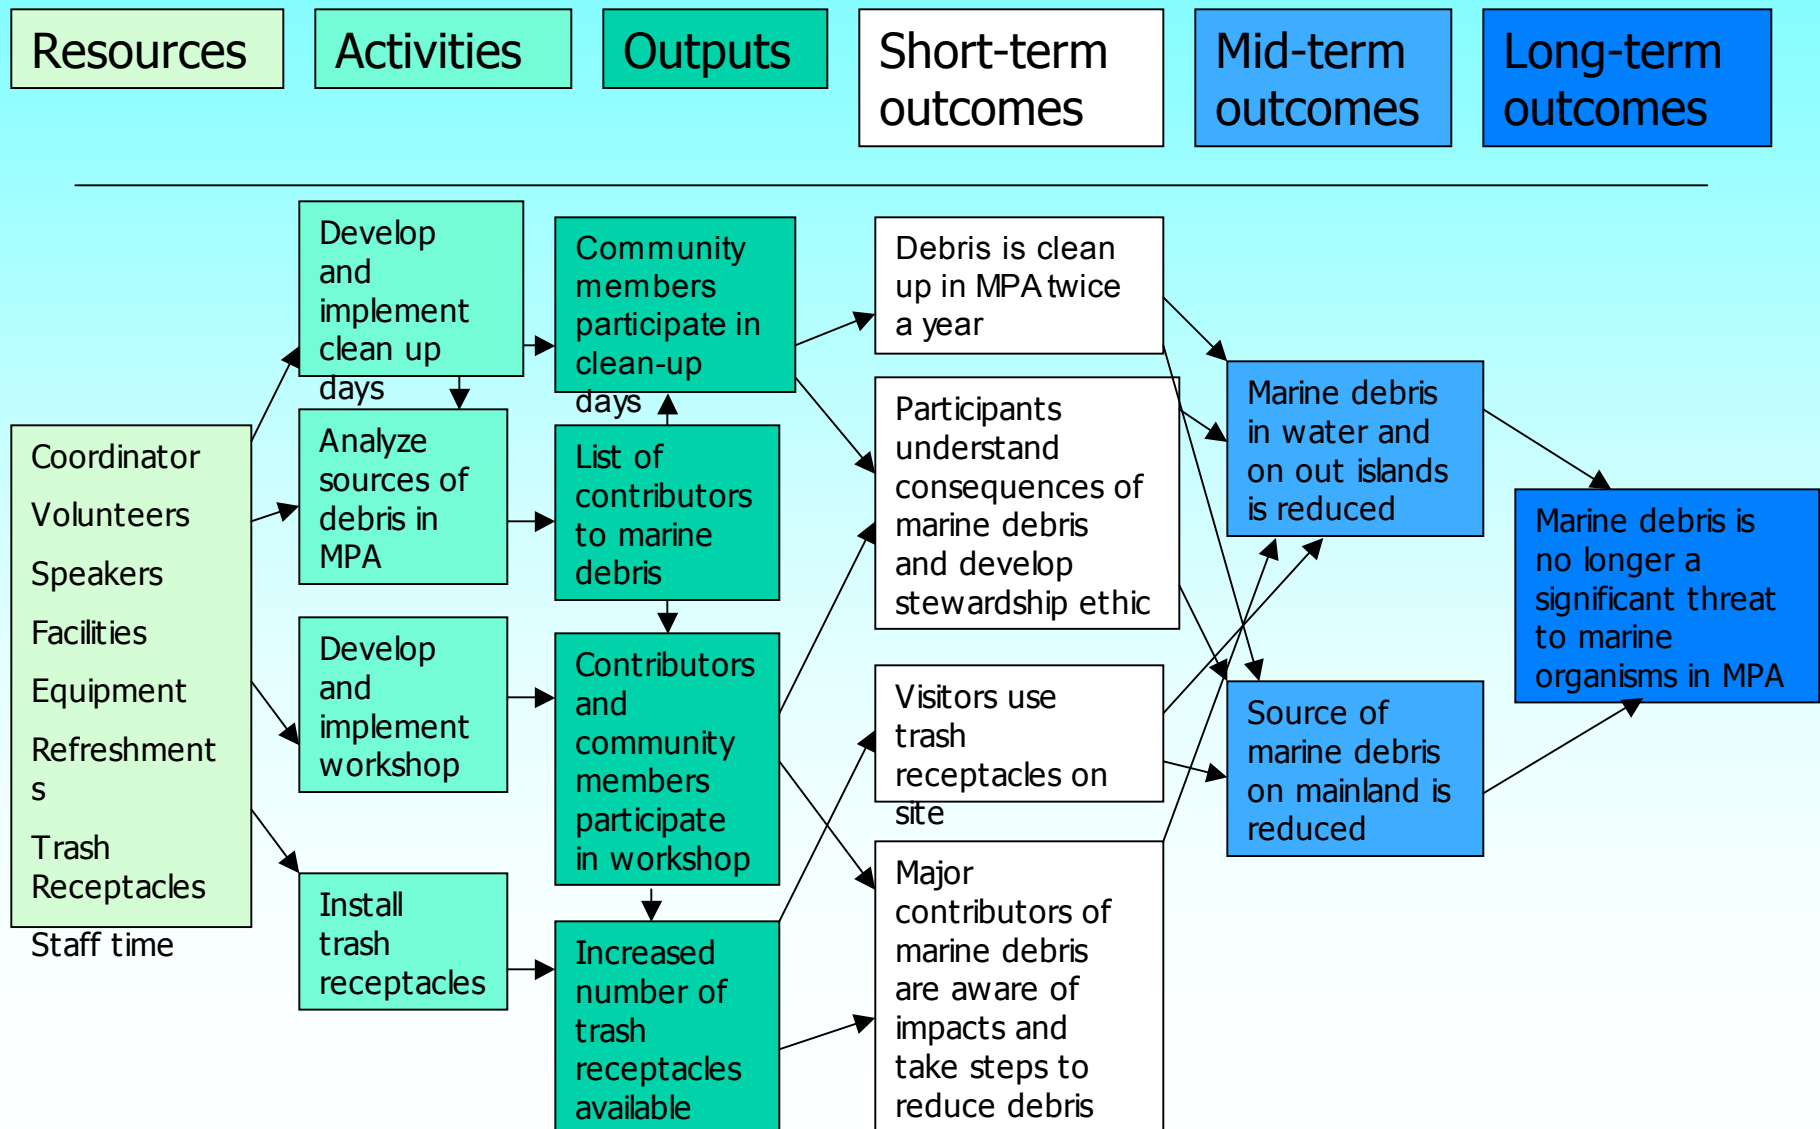 Resources
Activities
Outputs
Short-term
outcomes
Mid-term
outcomes
Long-term
outcomes
Coordinator
Volunteers
Speakers
Facilities
Equipment
Refreshment
s
Trash
Receptacles
Staff time
Develop
and
implement
clean up
days
Analyze
sources of
debris in
MPA
Develop
and
implement
workshop
Install
trash
receptacles
Community
members
participate in
clean-up
days
List of
contributors
to marine
debris
Contributors
and
community
members
participate
in workshop
Increased
number of
trash
receptacles
available
Debris is clean
up in MPA twice
a year
Participants
understand
consequences of
marine debris
and develop
stewardship ethic
Visitors use
trash
receptacles on
site
Major
contributors of
marine debris
are aware of
impacts and
take steps to
reduce debris
Marine debris
in water and
on out islands
is reduced
Source of
marine debris
on mainland is
reduced
Marine debris is
no longer a
significant threat
to marine
organisms in MPA